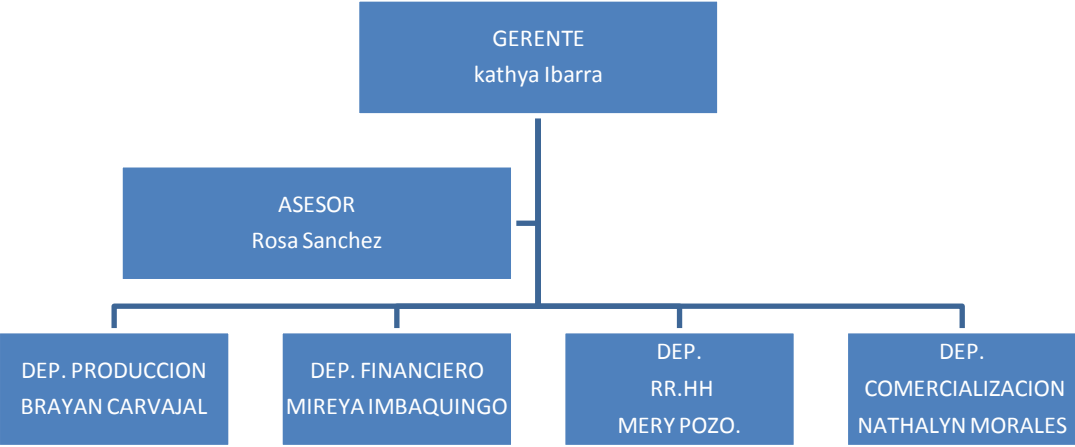 GERENTE
kathya Ibarra
ASESOR
Rosa Sanchez
DEP. PRODUCCION
BRAYAN CARVAJAL
DEP. FINANCIERO
MIREYA IMBAQUINGO
DEP.
RR.HH
MERY POZO.
DEP.
COMERCIALIZACION
NATHALYN MORALES